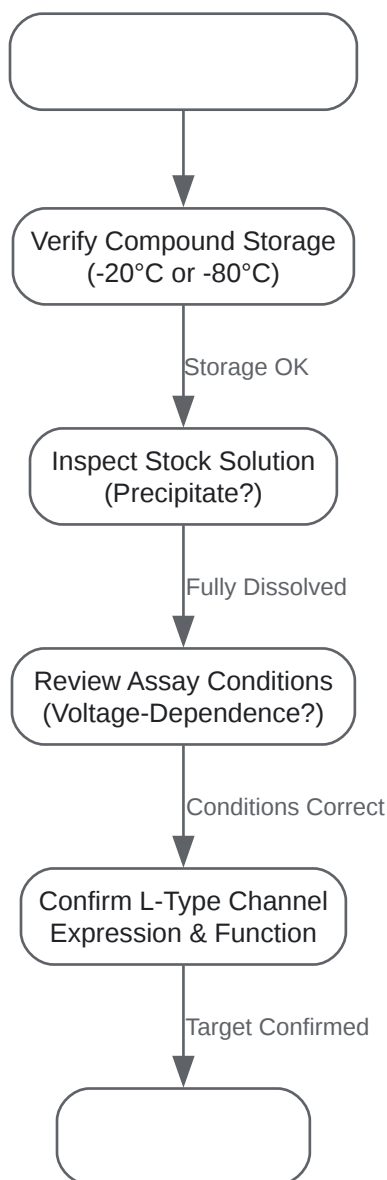 Verify Compound Storage
(-20°C or -80°C)
Storage OK
Inspect Stock Solution
(Precipitate?)
Fully Dissolved
Review Assay Conditions
(Voltage-Dependence?)
Conditions Correct
Confirm L-Type Channel
Expression & Function
Target Confirmed